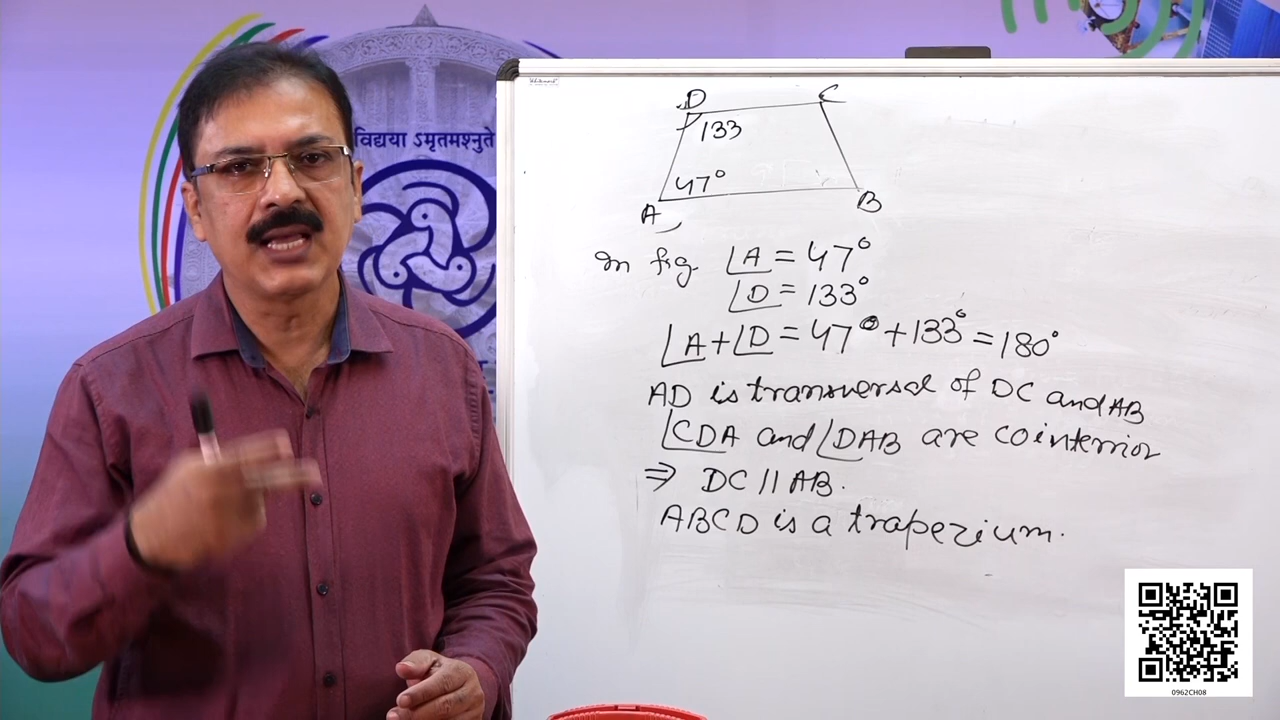 विद्यया ऽमृतमश्नुते
D C
133
47°
A B
In fig. ∠A = 47°
∠D = 133°
∠A+∠D = 47° +133° = 180°
AD is transversal of DC and AB
∠CDA and ∠DAB are cointerior
⇒ DC || AB.
ABCD is a trapezium.
0962CH08